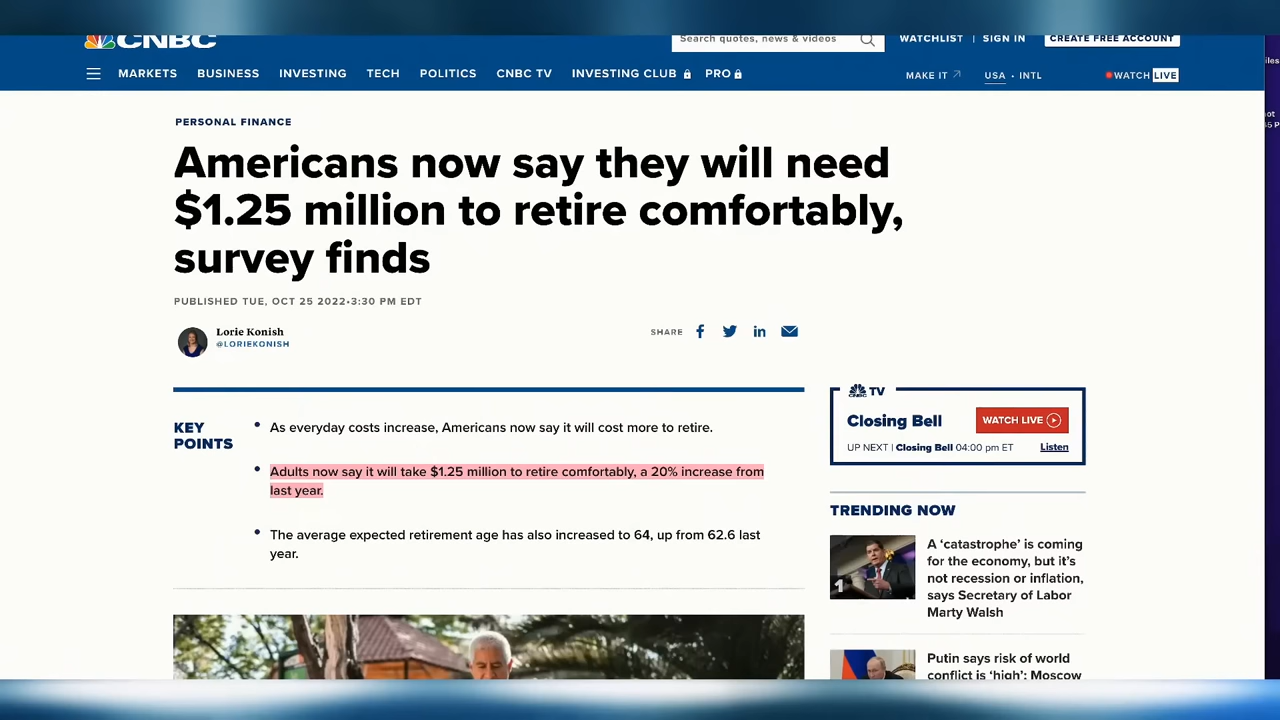 CNBC
Search quotes, news & videos
WATCHLIST | SIGN IN
CREATE FREE ACCOUNT
MARKETS BUSINESS INVESTING TECH POLITICS CNBC TV INVESTING CLUB PRO
MAKE IT
USA • INTL
WATCH LIVE
PERSONAL FINANCE
Americans now say they will need
$1.25 million to retire comfortably,
survey finds
PUBLISHED TUE, OCT 25 2022•3:30 PM EDT
Lorie Konish
@LORIEKONISH
SHARE
KEY
POINTS
• As everyday costs increase, Americans now say it will cost more to retire.
• Adults now say it will take $1.25 million to retire comfortably, a 20% increase from
last year.
• The average expected retirement age has also increased to 64, up from 62.6 last
year.
CNBC TV
Closing Bell
WATCH LIVE
UP NEXT | Closing Bell 04:00 pm ET
Listen
TRENDING NOW
1
A ‘catastrophe’ is coming
for the economy, but it’s
not recession or inflation,
says Secretary of Labor
Marty Walsh
Putin says risk of world
conflict is ‘high’; Moscow